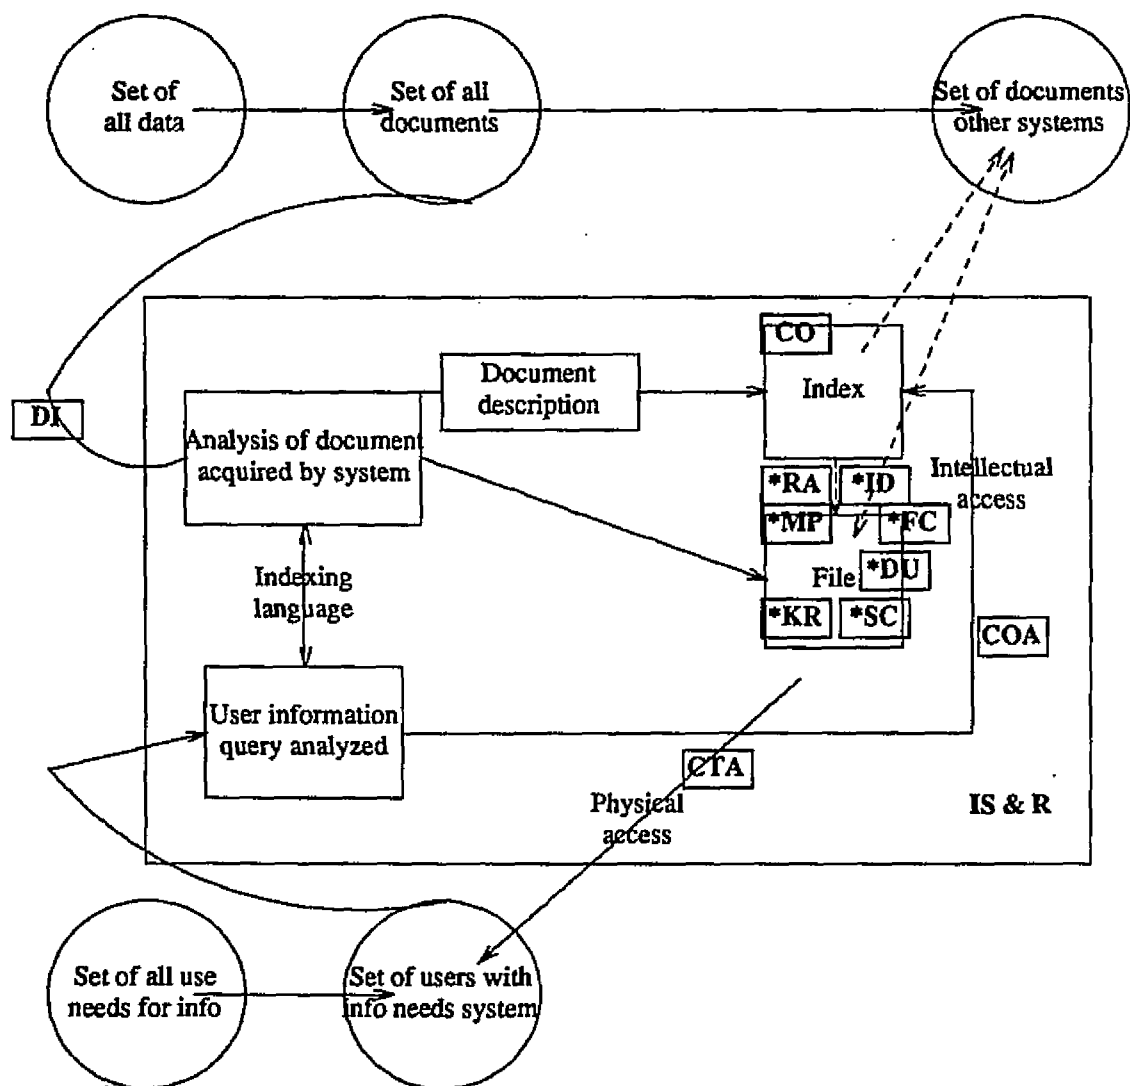 Set of
all data
Set of all
documents
Set of documents
other systems
CO
Document
description
Index
DI
Analysis of document
acquired by system
Intellectual
access
*RA
*ID
*MP
*FC
Indexing
language
File
*DU
*KR
*SC
COA
User information
query analyzed
CTA
Physical
access
IS & R
Set of all use
needs for info
Set of users with
info needs system